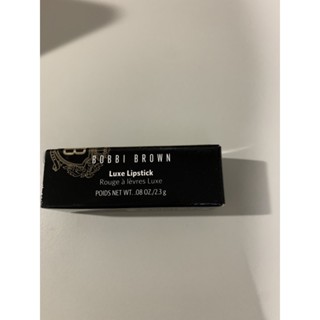 B
BOBBI BROWN
Luxe Lipstick
Rouge à lèvres Luxe
POIDS NET WT. .08 OZ./2.3 g